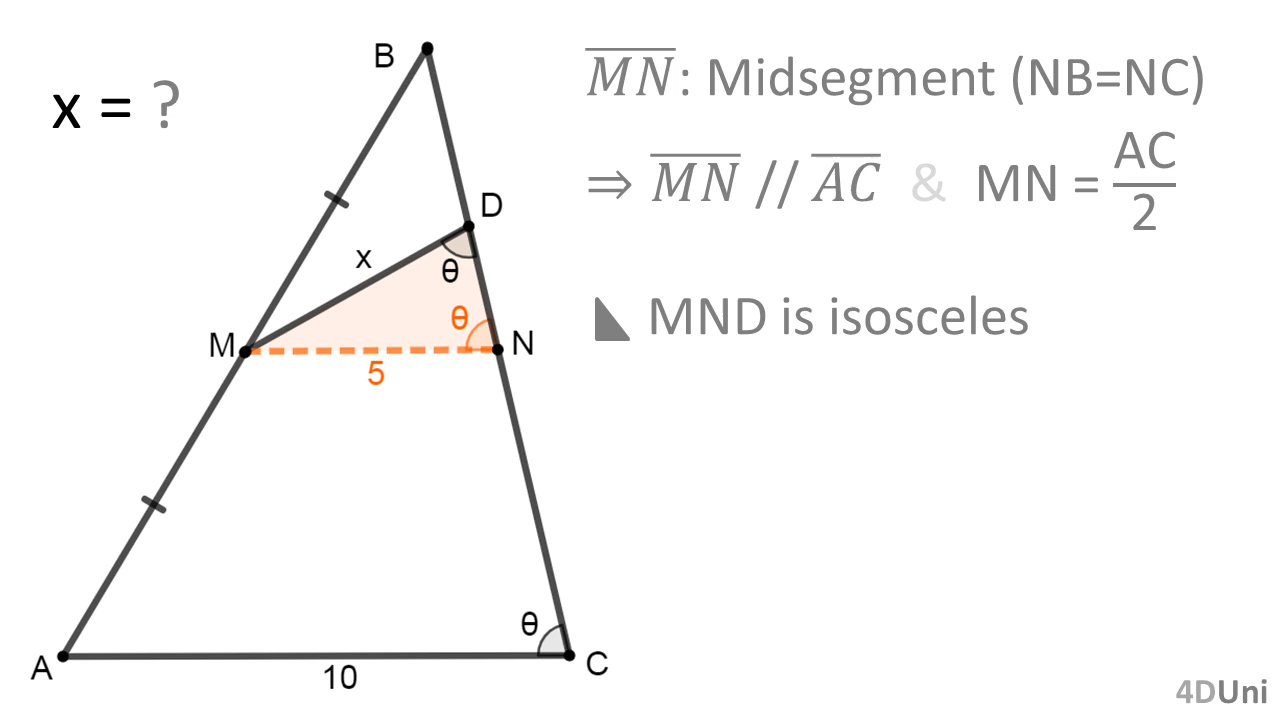 x = ?
B
D
x
θ
θ
M
N
5
θ
A
10
C
MN: Midsegment (NB=NC)
⇒ MN // AC & MN = AC/2
MND is isosceles
4DUni